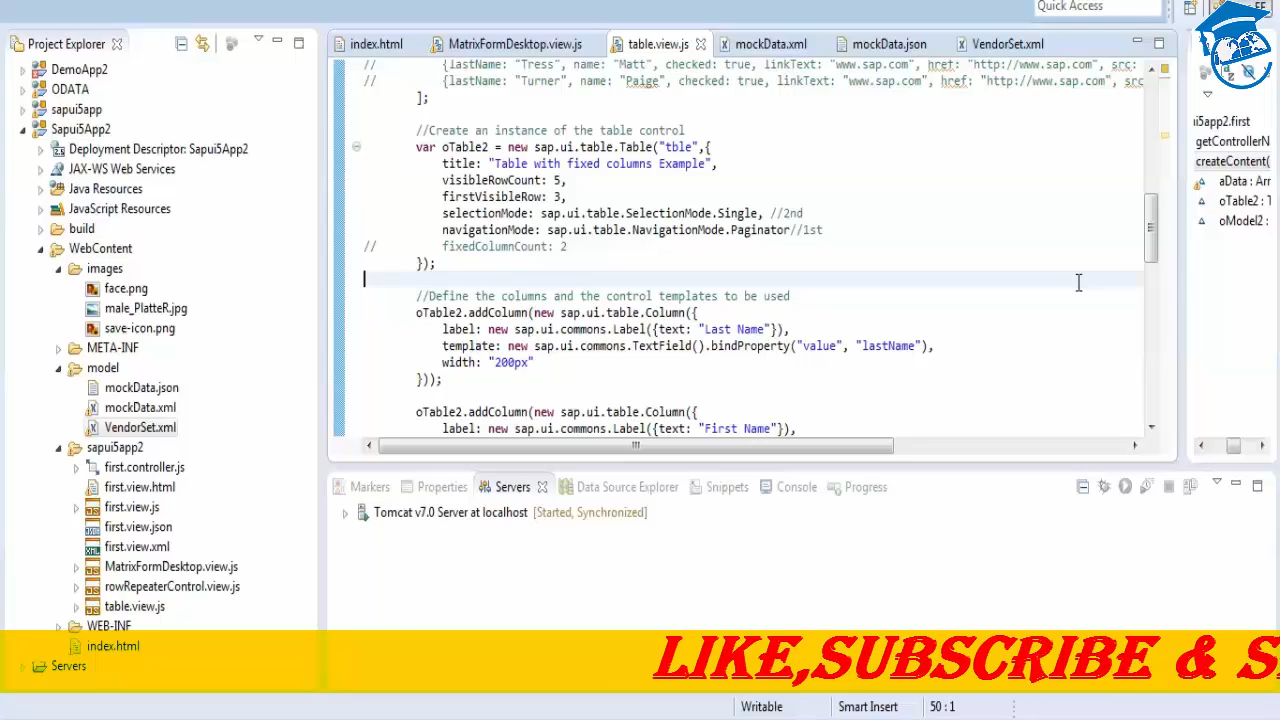 Quick Access
Project Explorer
DemoApp2
ODATA
sapui5app
Sapui5App2
Deployment Descriptor: Sapui5App2
JAX-WS Web Services
Java Resources
JavaScript Resources
build
WebContent
images
face.png
male_PlatteR.jpg
save-icon.png
META-INF
model
mockData.json
mockData.xml
VendorSet.xml
sapui5app2
first.controller.js
first.view.html
first.view.js
first.view.json
first.view.xml
MatrixFormDesktop.view.js
rowRepeaterControl.view.js
table.view.js
WEB-INF
index.html
Servers
index.html
MatrixFormDesktop.view.js
table.view.js
mockData.xml
mockData.json
VendorSet.xml
// {lastName: "Tress", name: "Matt", checked: true, linkText: "www.sap.com", href: "http://www.sap.com", src:
// {lastName: "Turner", name: "Paige", checked: true, linkText: "www.sap.com", href: "http://www.sap.com", src
];
//Create an instance of the table control
var oTable2 = new sap.ui.table.Table("tble",{
title: "Table with fixed columns Example",
visibleRowCount: 5,
firstVisibleRow: 3,
selectionMode: sap.ui.table.SelectionMode.Single, //2nd
navigationMode: sap.ui.table.NavigationMode.Paginator//1st
// fixedColumnCount: 2
});
//Define the columns and the control templates to be used
oTable2.addColumn(new sap.ui.table.Column({
label: new sap.ui.commons.Label({text: "Last Name"}),
template: new sap.ui.commons.TextField().bindProperty("value", "lastName"),
width: "200px"
}));
oTable2.addColumn(new sap.ui.table.Column({
label: new sap.ui.commons.Label({text: "First Name"}),
i5app2.first
getControllerN
createContent(
aData : Arr
oTable2 : T
oModel2 : M
Markers
Properties
Servers
Data Source Explorer
Snippets
Console
Progress
Tomcat v7.0 Server at localhost [Started, Synchronized]
LIKE,SUBSCRIBE & S
Writable
Smart Insert
50 : 1